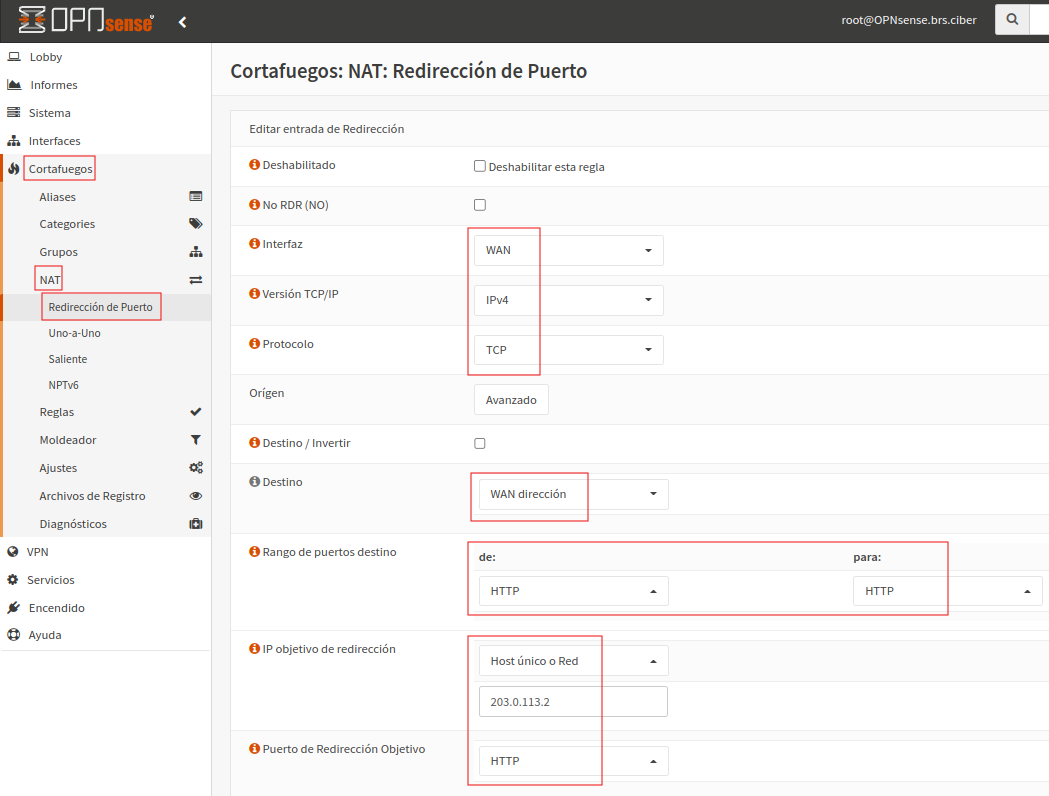 OPNsense
root@OPNsense.brs.ciber
Lobby
Informes
Sistema
Interfaces
Cortafuegos
Aliases
Categories
Grupos
NAT
Redirección de Puerto
Uno-a-Uno
Saliente
NPTv6
Reglas
Moldeador
Ajustes
Archivos de Registro
Diagnósticos
VPN
Servicios
Encendido
Ayuda
Cortafuegos: NAT: Redirección de Puerto
Editar entrada de Redirección
Deshabilitado Deshabilitar esta regla
No RDR (NO)
Interfaz WAN
Versión TCP/IP IPv4
Protocolo TCP
Orígen Avanzado
Destino / Invertir
Destino WAN dirección
Rango de puertos destino de: para:
HTTP HTTP
IP objetivo de redirección Host único o Red
203.0.113.2
Puerto de Redirección Objetivo HTTP